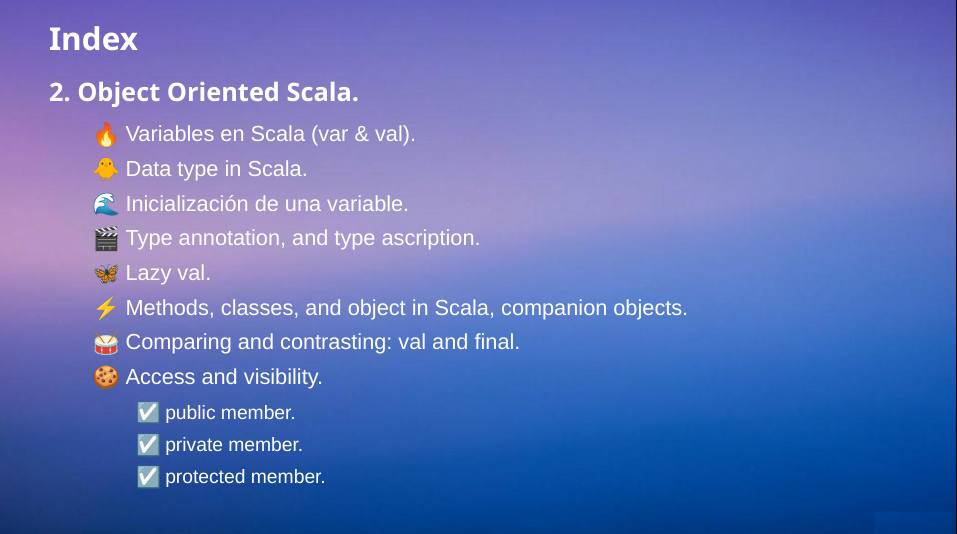 Index
2. Object Oriented Scala.
🔥 Variables en Scala (var & val).
🐥 Data type in Scala.
🌊 Inicialización de una variable.
🎬 Type annotation, and type ascription.
🦋 Lazy val.
⚡ Methods, classes, and object in Scala, companion objects.
🥁 Comparing and contrasting: val and final.
🍪 Access and visibility.
☑️ public member.
☑️ private member.
☑️ protected member.